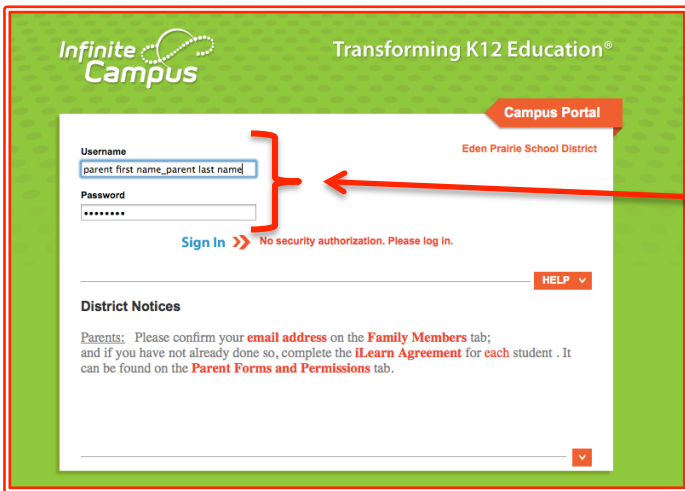 Infinite
Campus
Transforming K12 Education®
Campus Portal
Eden Prairie School District
Username
parent first name_parent last name
Password
••••••••
Sign In
No security authorization. Please log in.
HELP
District Notices
Parents: Please confirm your email address on the Family Members tab;
and if you have not already done so, complete the iLearn Agreement for each student . It
can be found on the Parent Forms and Permissions tab.